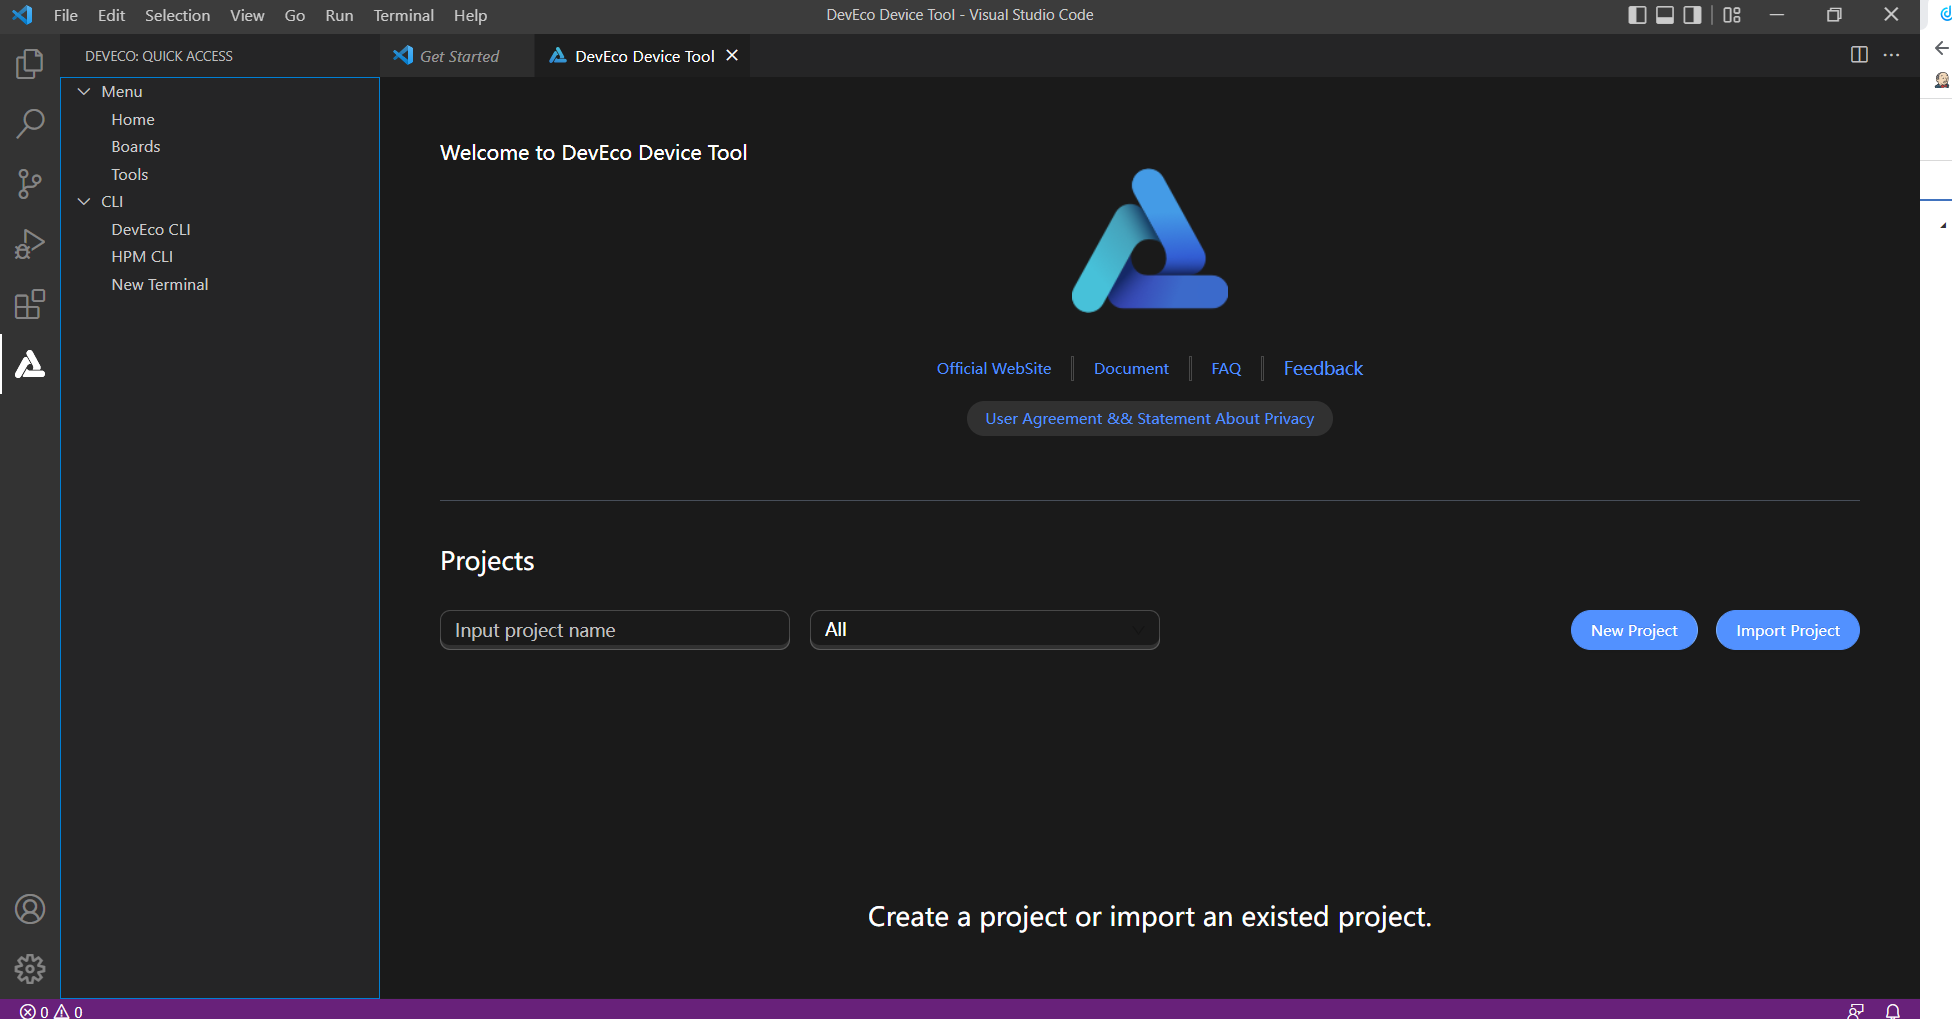 File Edit Selection View Go Run Terminal Help
DevEco Device Tool - Visual Studio Code
DEVECO: QUICK ACCESS
Get Started
DevEco Device Tool
Menu
Home
Boards
Tools
CLI
DevEco CLI
HPM CLI
New Terminal
Welcome to DevEco Device Tool
Official WebSite
Document
FAQ
Feedback
User Agreement && Statement About Privacy
Projects
Input project name
All
New Project
Import Project
Create a project or import an existed project.
0 0